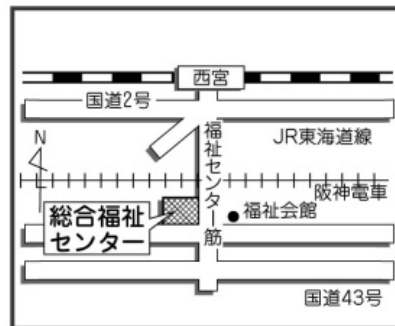 西宮
国道2号
JR東海道線
N
福祉センター筋
阪神電車
総合福祉
センター
福祉会館
国道43号